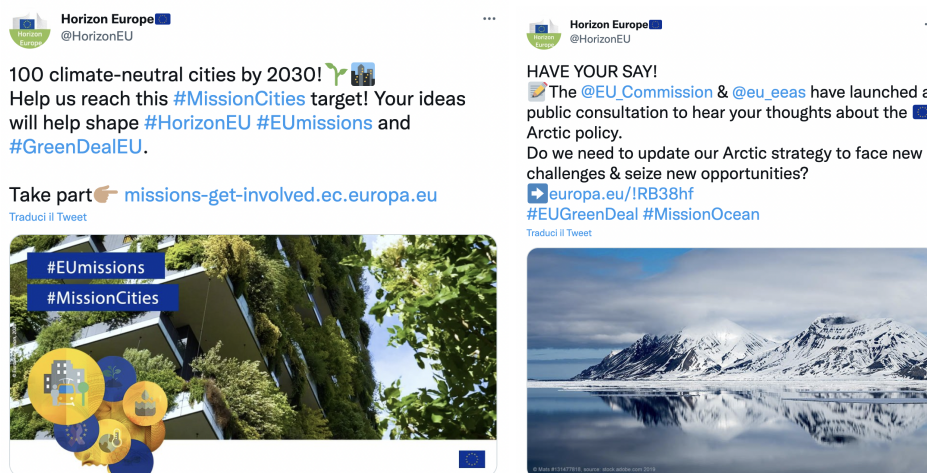 Horizon Europe
@HorizonEU
100 climate-neutral cities by 2030!
Help us reach this #MissionCities target! Your ideas
will help shape #HorizonEU #EUmissions and
#GreenDealEU.
Take part missions-get-involved.ec.europa.eu
Traduci il Tweet
#EUmissions
#MissionCities
Horizon
Europe
Horizon Europe
@HorizonEU
HAVE YOUR SAY!
The @EU_Commission & @eu_eeas have launched a
public consultation to hear your thoughts about the
Arctic policy.
Do we need to update our Arctic strategy to face new
challenges & seize new opportunities?
europa.eu/!RB38hf
#EUGreenDeal #MissionOcean
Traduci il Tweet
Horizon
Europe